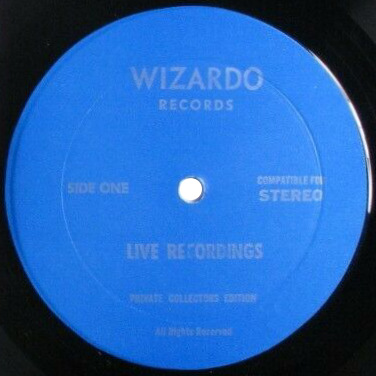 WIZARDO
RECORDS
SIDE ONE
COMPATIBLE FOR
STEREO
LIVE RECORDINGS
PRIVATE COLLECTORS EDITION
All Rights Reserved